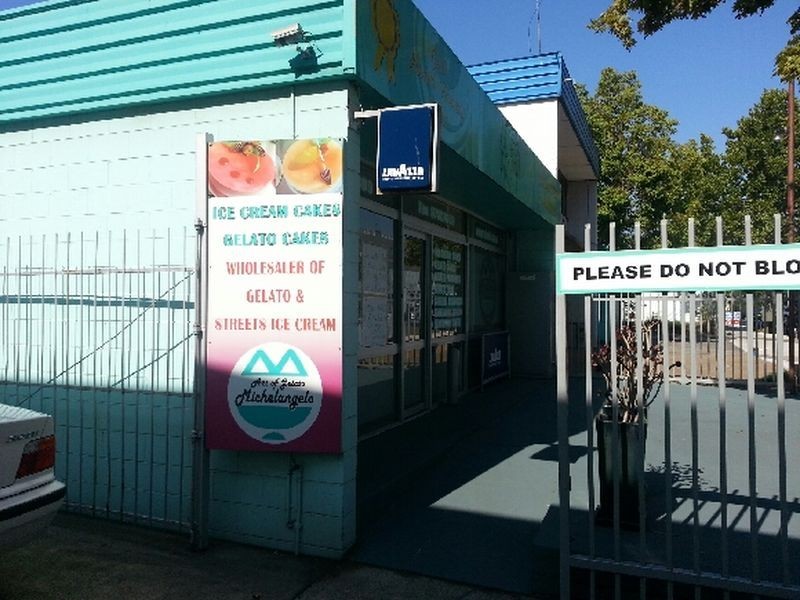 LAVAZZA
ICE CREAM CAKES
GELATO CAKES
WHOLESALER OF
GELATO &
STREETS ICE CREAM
Art of Gelato
Michelangelo
PLEASE DO NOT BLO